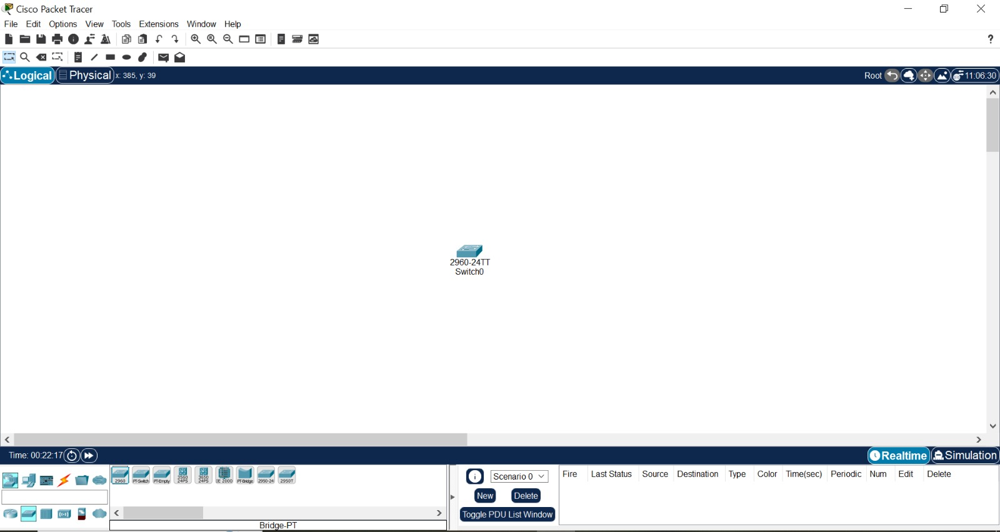 Cisco Packet Tracer
File Edit Options View Tools Extensions Window Help
?
Logical Physical x: 385, y: 39 Root 11:06:30
2960-24TT
Switch0
Time: 00:22:17 Realtime Simulation
2960 PT-Switch PT-Empty 3560 24PS 3650 24PS IE 2000 PT-Bridge 2950-24 2950T
Scenario 0 Fire Last Status Source Destination Type Color Time(sec) Periodic Num Edit Delete
New Delete
Toggle PDU List Window
Bridge-PT